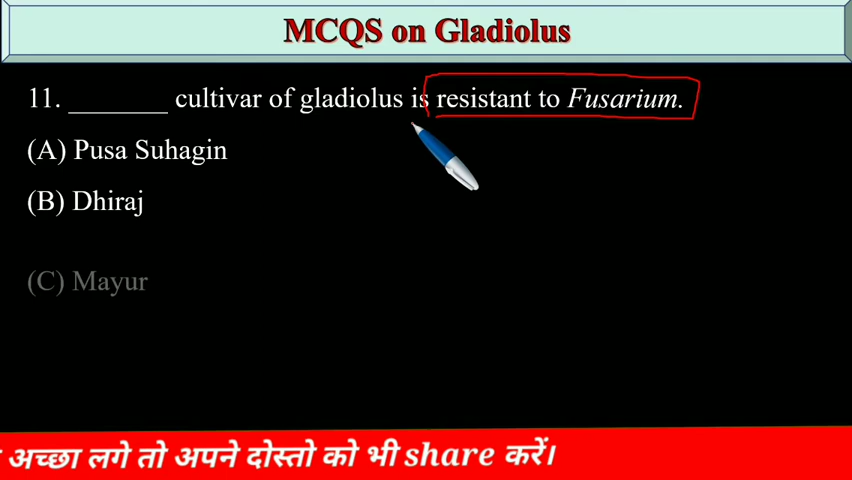 MCQS on Gladiolus
11. _______ cultivar of gladiolus is resistant to Fusarium.
(A) Pusa Suhagin
(B) Dhiraj
(C) Mayur
अच्छा लगे तो अपने दोस्तो को भी share करें।